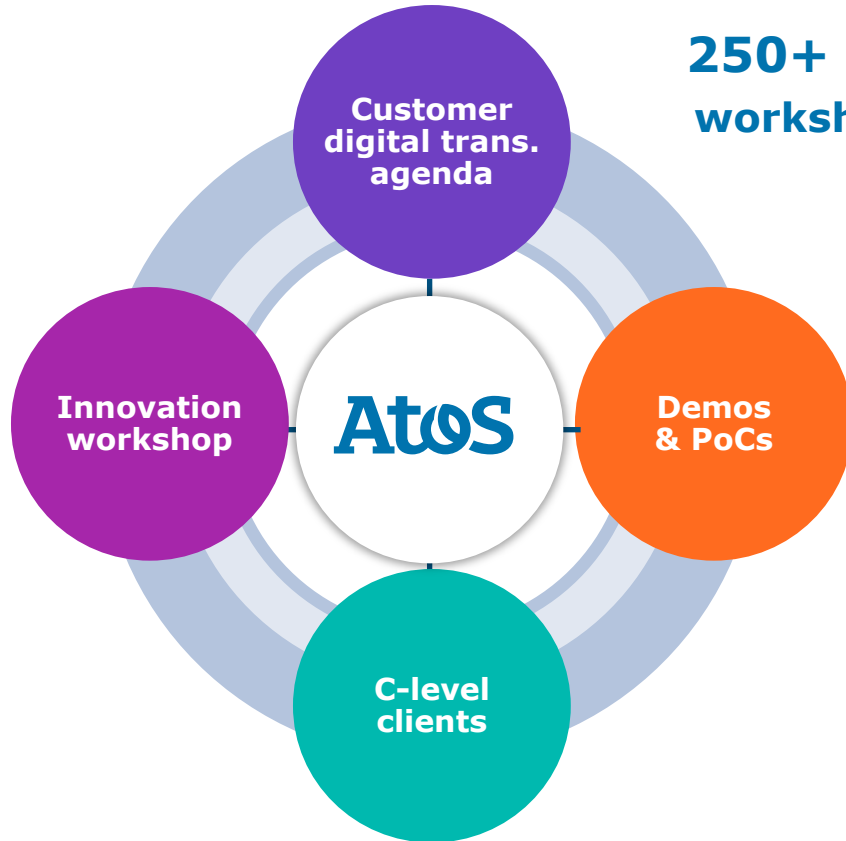 250+
Customer
digital trans.
agenda
Innovation
workshop
Atos
Demos
& PoCs
C-level
clients